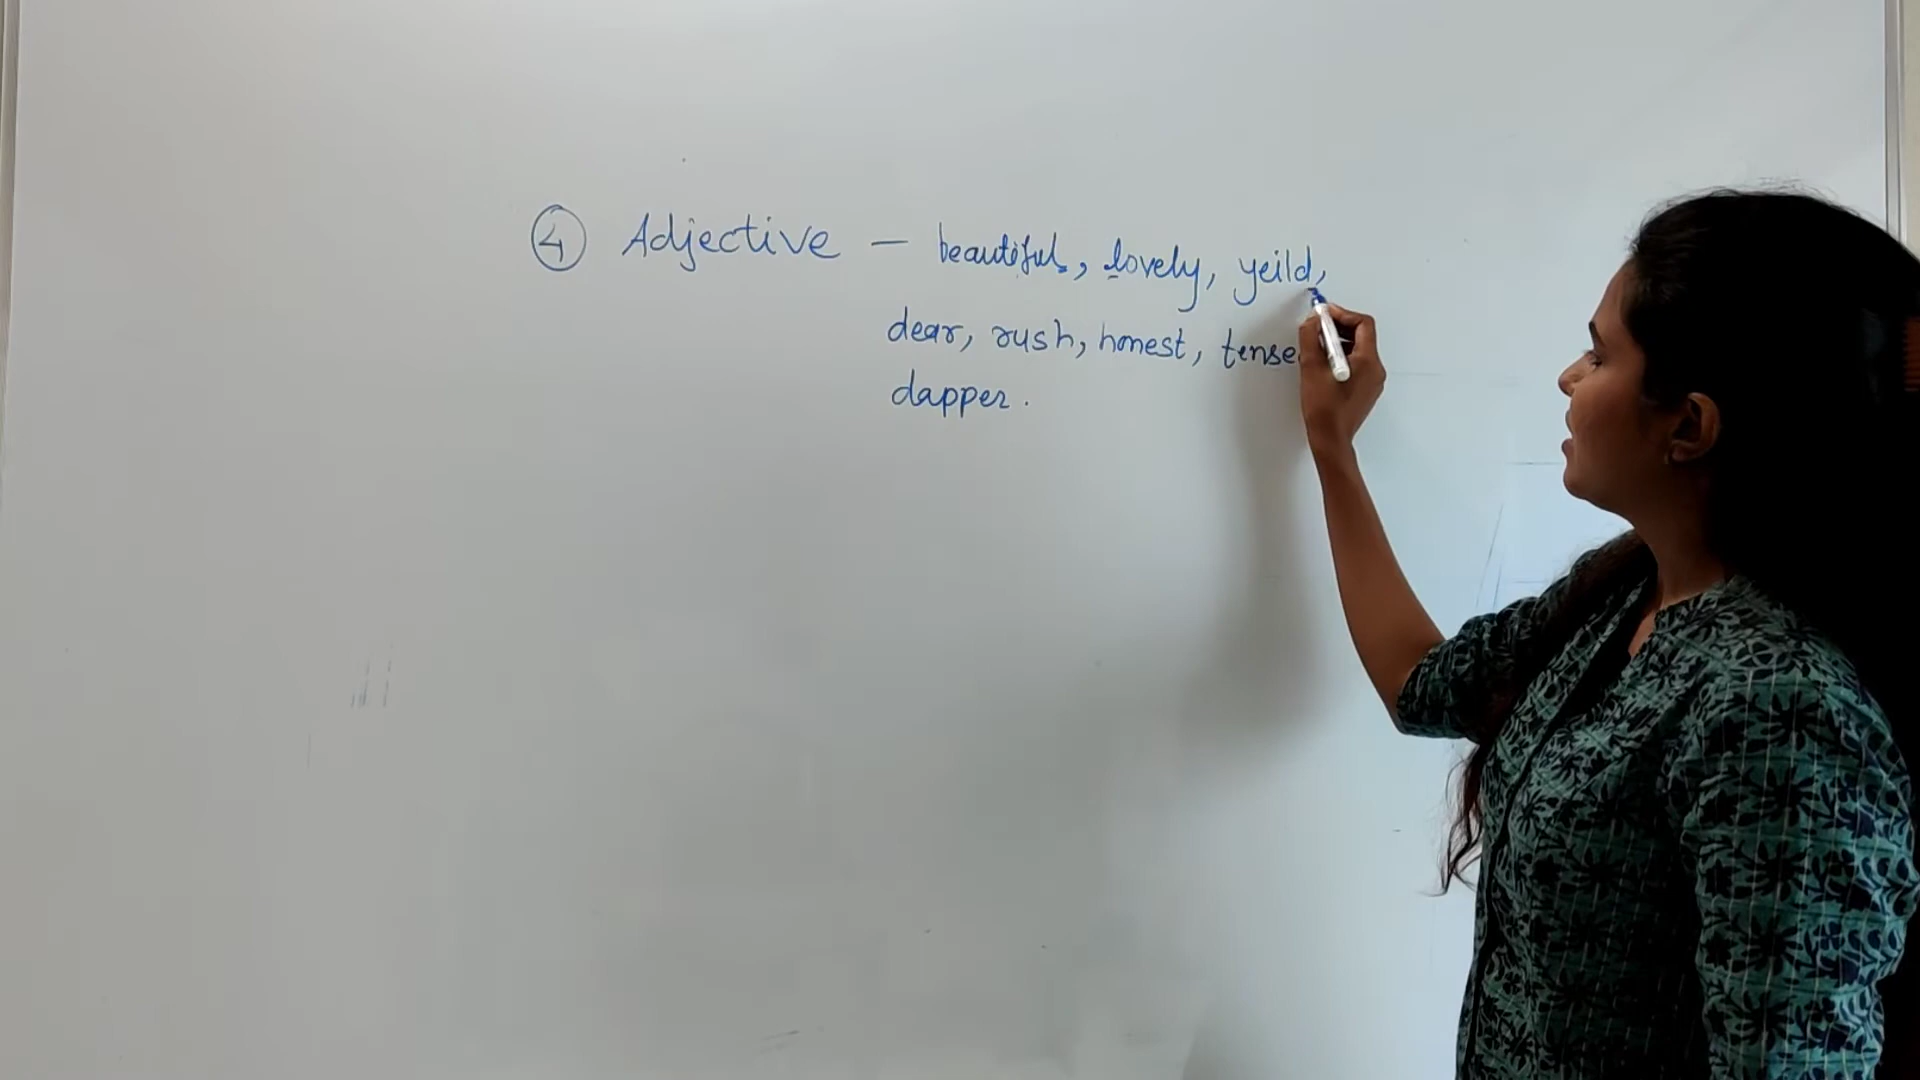 4 Adjective — beautiful, lovely, yeild,
dear, rush, honest, tense
dapper.